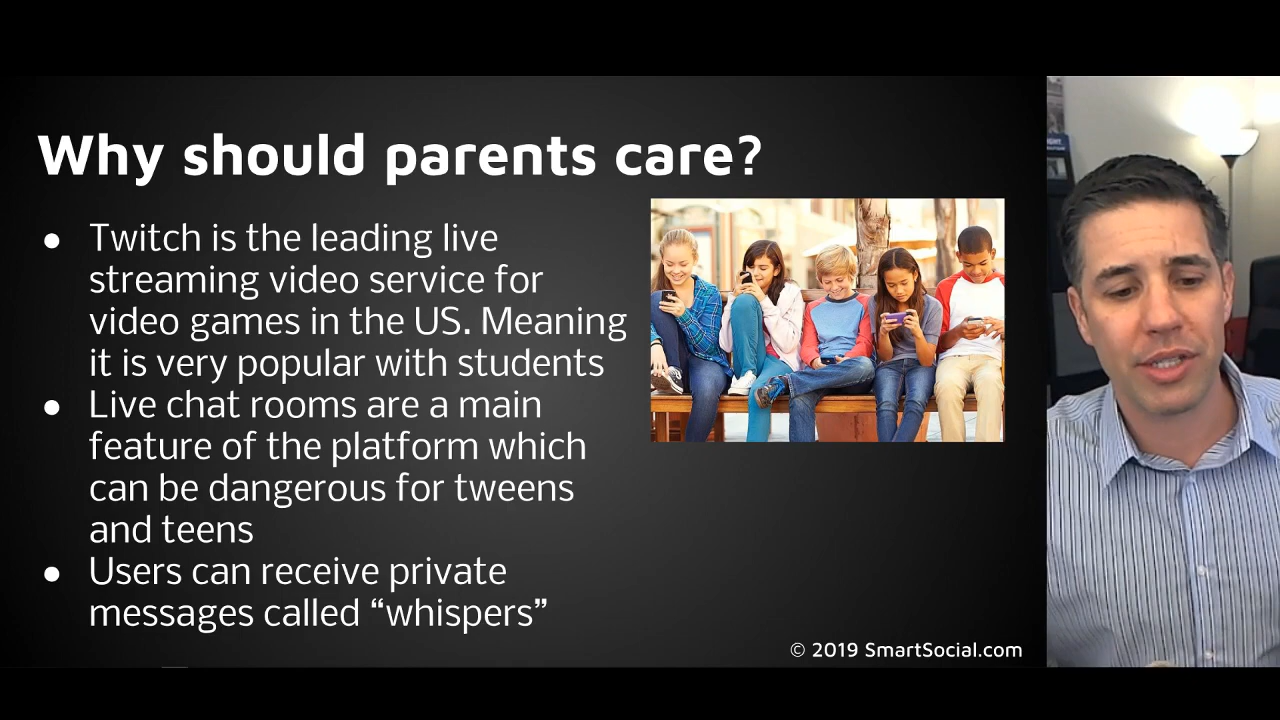 Why should parents care?
● Twitch is the leading live
streaming video service for
video games in the US. Meaning
it is very popular with students
● Live chat rooms are a main
feature of the platform which
can be dangerous for tweens
and teens
● Users can receive private
messages called “whispers”
© 2019 SmartSocial.com